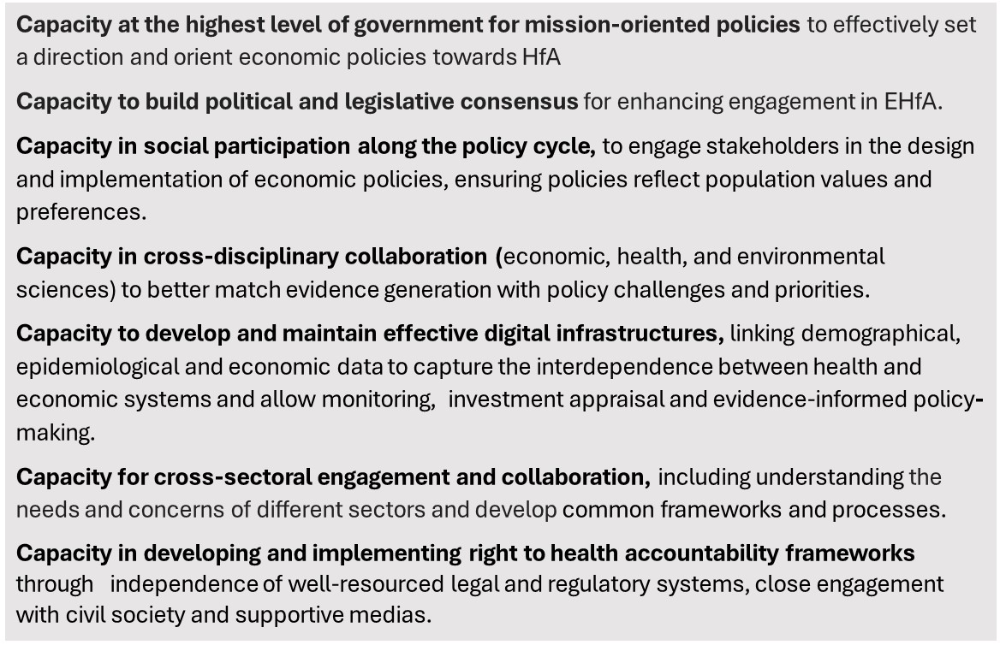 Capacity at the highest level of government for mission-oriented policies to effectively set
a direction and orient economic policies towards HfA
Capacity to build political and legislative consensus for enhancing engagement in EHfA.
Capacity in social participation along the policy cycle, to engage stakeholders in the design
and implementation of economic policies, ensuring policies reflect population values and
preferences.
Capacity in cross-disciplinary collaboration (economic, health, and environmental
sciences) to better match evidence generation with policy challenges and priorities.
Capacity to develop and maintain effective digital infrastructures, linking demographical,
epidemiological and economic data to capture the interdependence between health and
economic systems and allow monitoring, investment appraisal and evidence-informed policy-
making.
Capacity for cross-sectoral engagement and collaboration, including understanding the
needs and concerns of different sectors and develop common frameworks and processes.
Capacity in developing and implementing right to health accountability frameworks
through independence of well-resourced legal and regulatory systems, close engagement
with civil society and supportive medias.